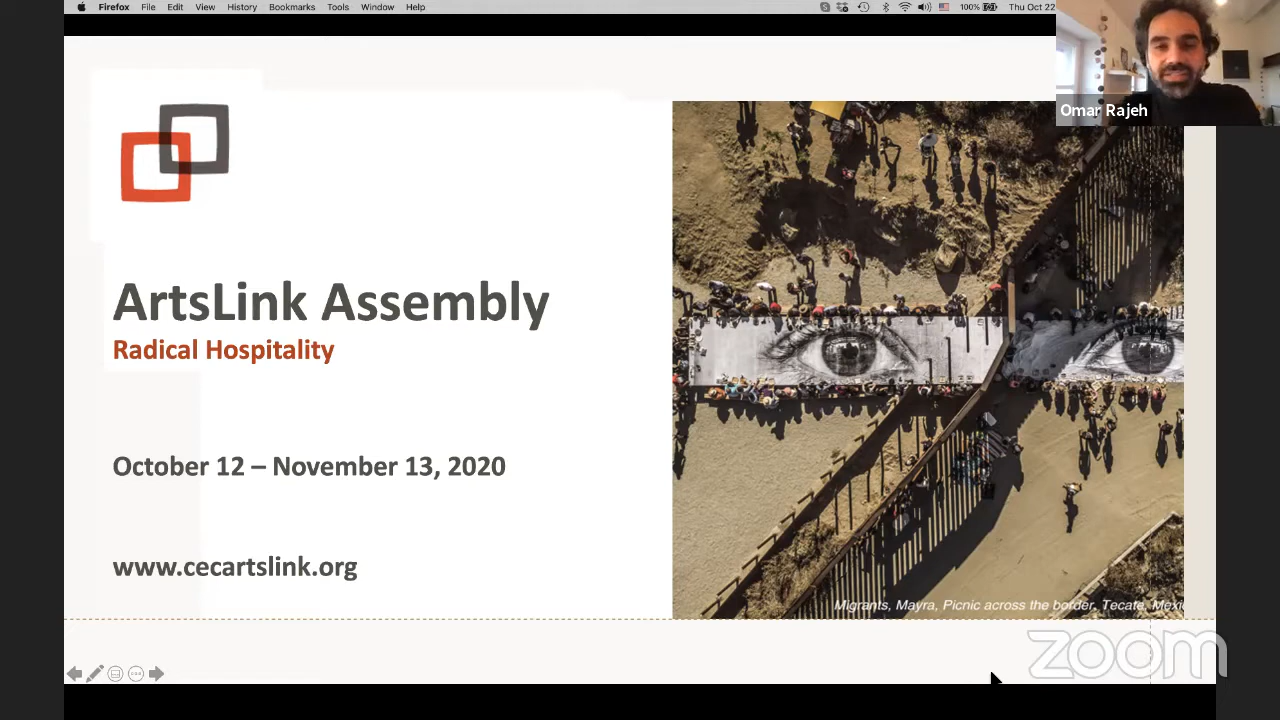 Firefox File Edit View History Bookmarks Tools Window Help 100% Thu Oct 22
Omar Rajeh
ArtsLink Assembly
Radical Hospitality
October 12 – November 13, 2020
www.cecartslink.org
Migrants, Mayra, Picnic across the border. Tecate, Mexi
zoom